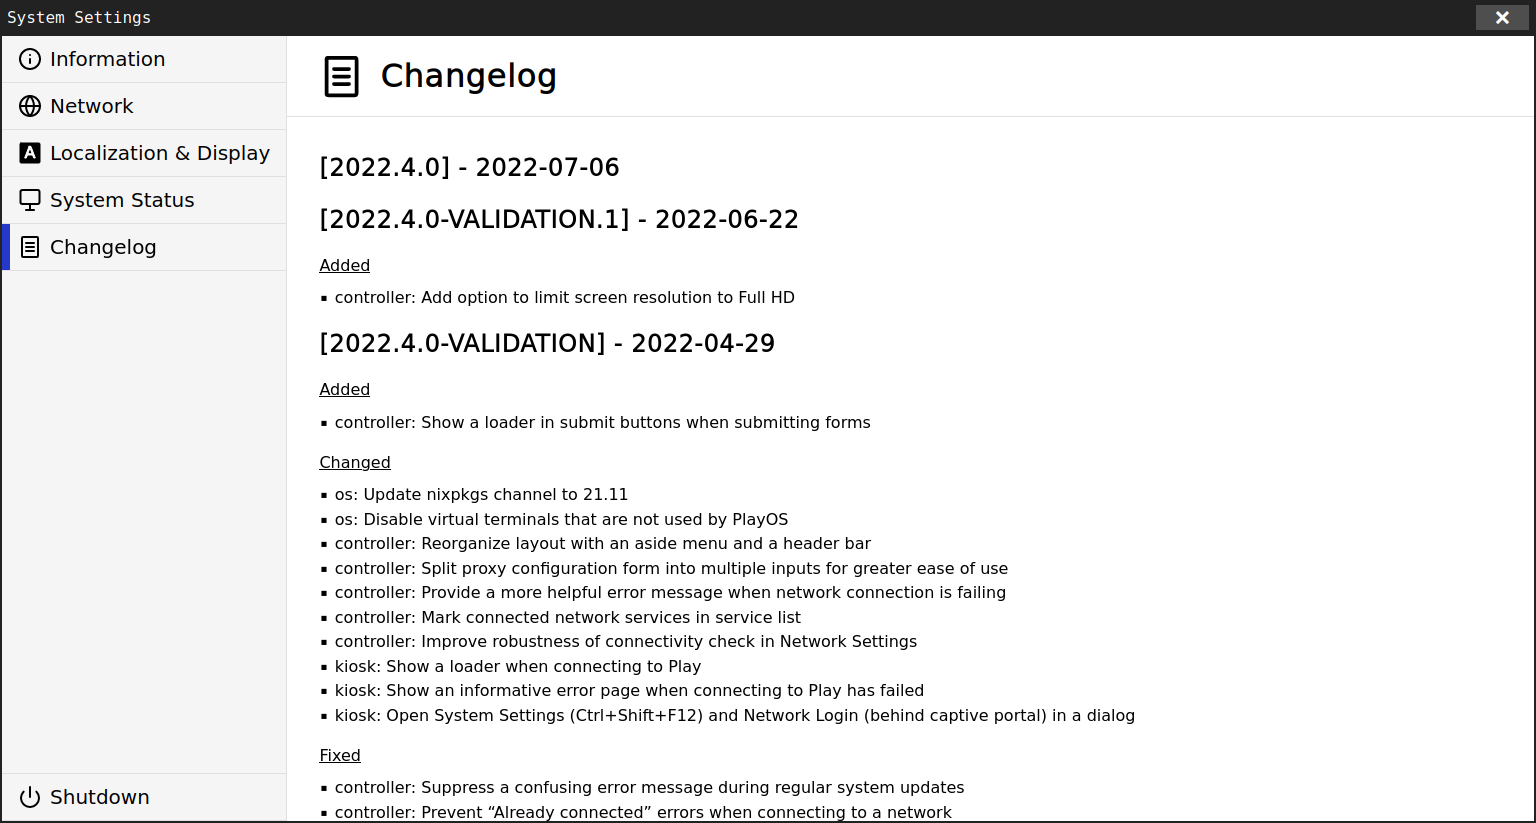 System Settings
Information
Network
Localization & Display
System Status
Changelog
Shutdown
Changelog
[2022.4.0] - 2022-07-06
[2022.4.0-VALIDATION.1] - 2022-06-22
Added
▪ controller: Add option to limit screen resolution to Full HD
[2022.4.0-VALIDATION] - 2022-04-29
Added
▪ controller: Show a loader in submit buttons when submitting forms
Changed
▪ os: Update nixpkgs channel to 21.11
▪ os: Disable virtual terminals that are not used by PlayOS
▪ controller: Reorganize layout with an aside menu and a header bar
▪ controller: Split proxy configuration form into multiple inputs for greater ease of use
▪ controller: Provide a more helpful error message when network connection is failing
▪ controller: Mark connected network services in service list
▪ controller: Improve robustness of connectivity check in Network Settings
▪ kiosk: Show a loader when connecting to Play
▪ kiosk: Show an informative error page when connecting to Play has failed
▪ kiosk: Open System Settings (Ctrl+Shift+F12) and Network Login (behind captive portal) in a dialog
Fixed
▪ controller: Suppress a confusing error message during regular system updates
▪ controller: Prevent “Already connected” errors when connecting to a network